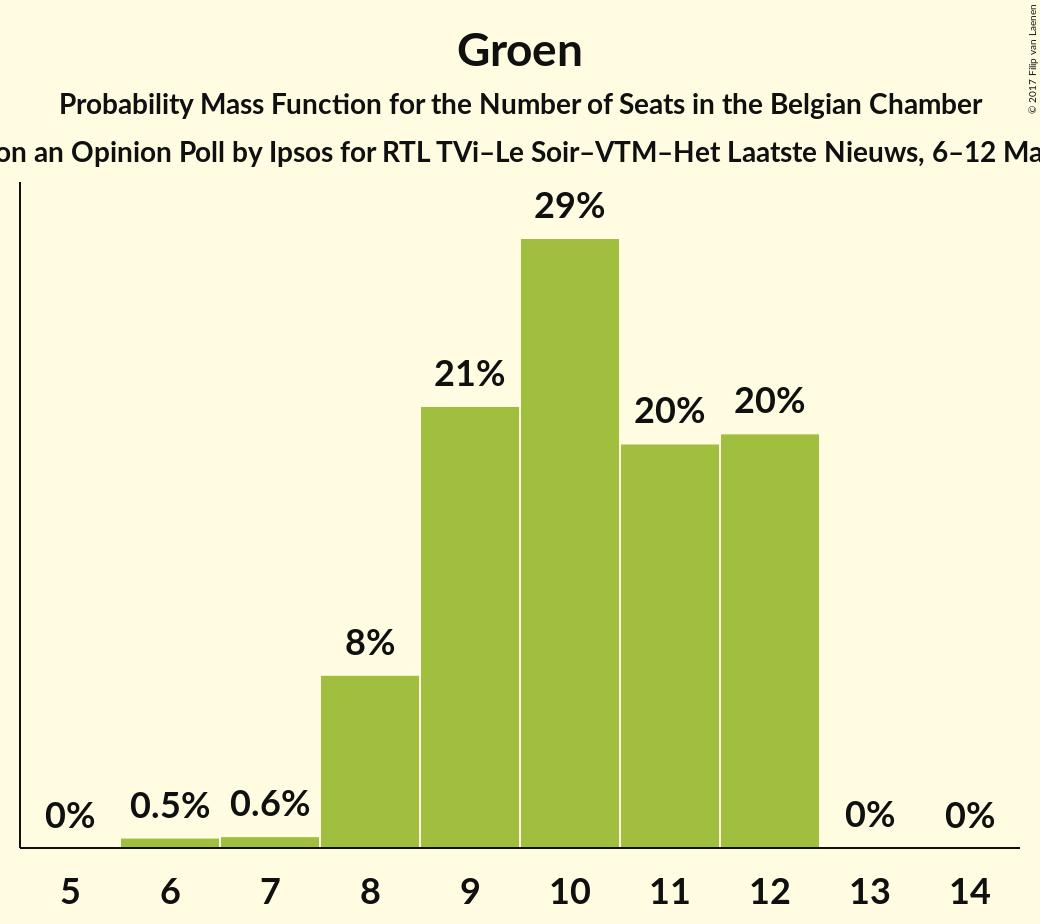 Groen
Probability Mass Function for the Number of Seats in the Belgian Chamber
on an Opinion Poll by Ipsos for RTL TVi–Le Soir–VTM–Het Laatste Nieuws, 6–12 Ma
© 2017 Filip van Laenen
0% 0.5% 0.6% 8% 21% 29% 20% 20% 0% 0%
5 6 7 8 9 10 11 12 13 14